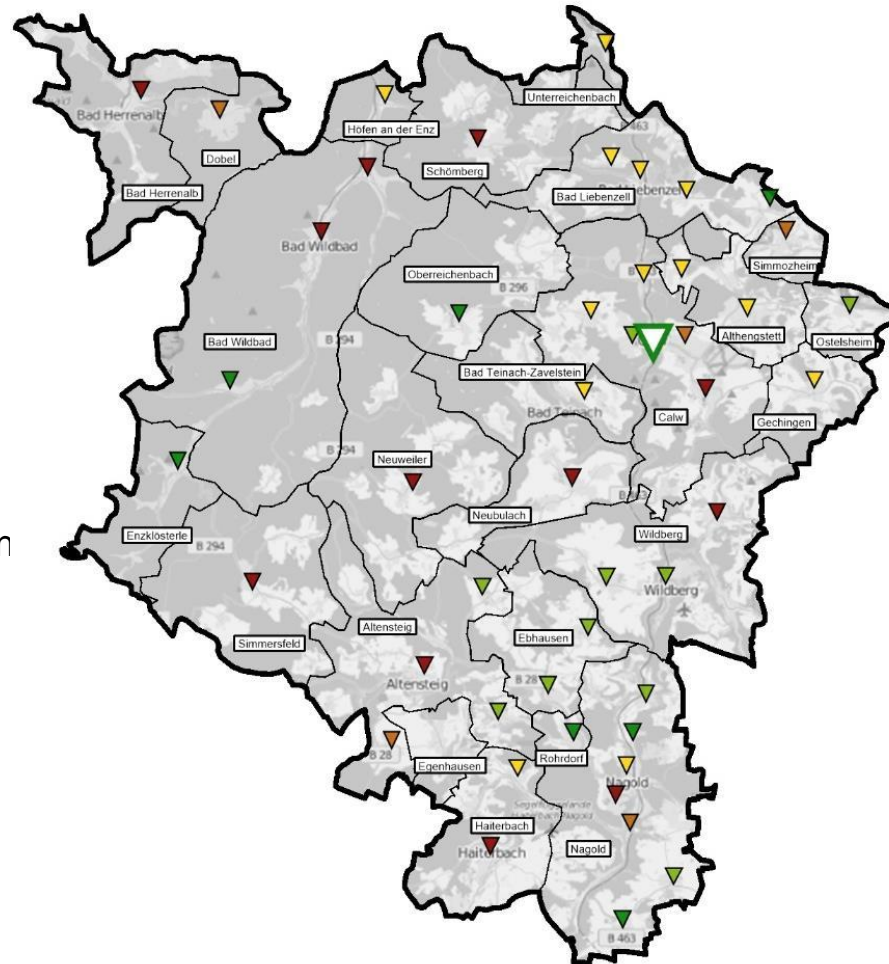 Unterreichenbach
Bad Herrenalb
B 463
Höfen an der Enz
Dobel
Schömberg
Bad Herrenalb
Bad Liebenzell
Bad Wildbad
Simmozheim
Oberreichenbach
B 296
Bad Wildbad
B 294
Althengstett
Ostelsheim
Bad Teinach-Zavelstein
Bad Teinach
Calw
Gechingen
B 294
Neuweiler
Neubulach
Enzklösterle
B 294
Wildberg
n
Wildberg
Altensteig
Ebhausen
Simmersfeld
B 28
Altensteig
B 28
Egenhausen
Rohrdorf
Nagold
Haiterbach
Haiterbach
Nagold
B 463